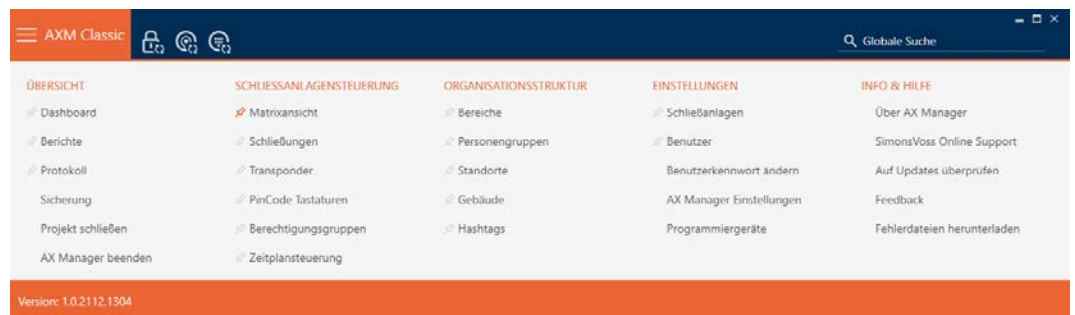 AXM Classic
Globale Suche
ÜBERSICHT
Dashboard
Berichte
Protokoll
Sicherung
Projekt schließen
AX Manager beenden
SCHLIESSANLAGENSTEUERUNG
Matrixansicht
Schließungen
Transponder
PinCode Tastaturen
Berechtigungsgruppen
Zeitplansteuerung
ORGANISATIONSSTRUKTUR
Bereiche
Personengruppen
Standorte
Gebäude
Hashtags
EINSTELLUNGEN
Schließanlagen
Benutzer
Benutzerkennwort ändern
AX Manager Einstellungen
Programmiergeräte
INFO & HILFE
Über AX Manager
SimonsVoss Online Support
Auf Updates überprüfen
Feedback
Fehlerdateien herunterladen
Version: 1.0.2112.1304